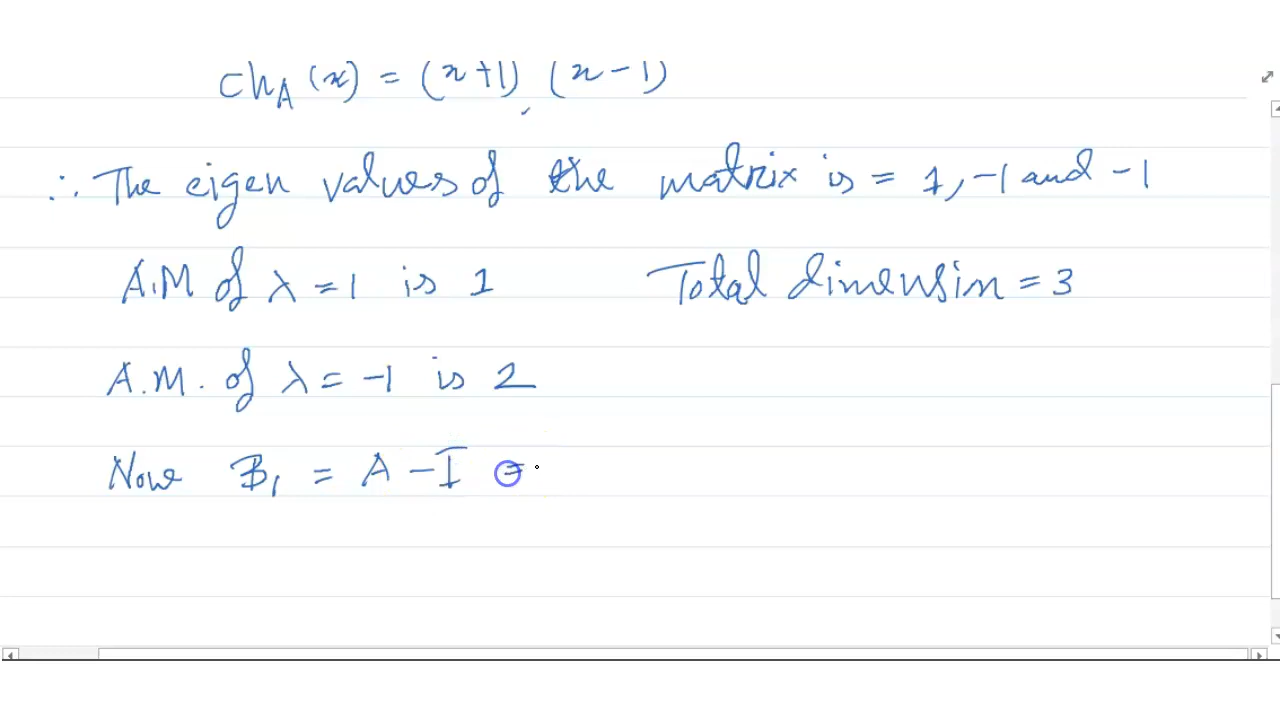 Ch_A (x) = (x+1) (x-1)
∴ The eigen values of the matrix is = 1, -1 and -1
A.M of λ = 1 is 1 Total dimension = 3
A.M. of λ = -1 is 2
Now B₁ = A - I =